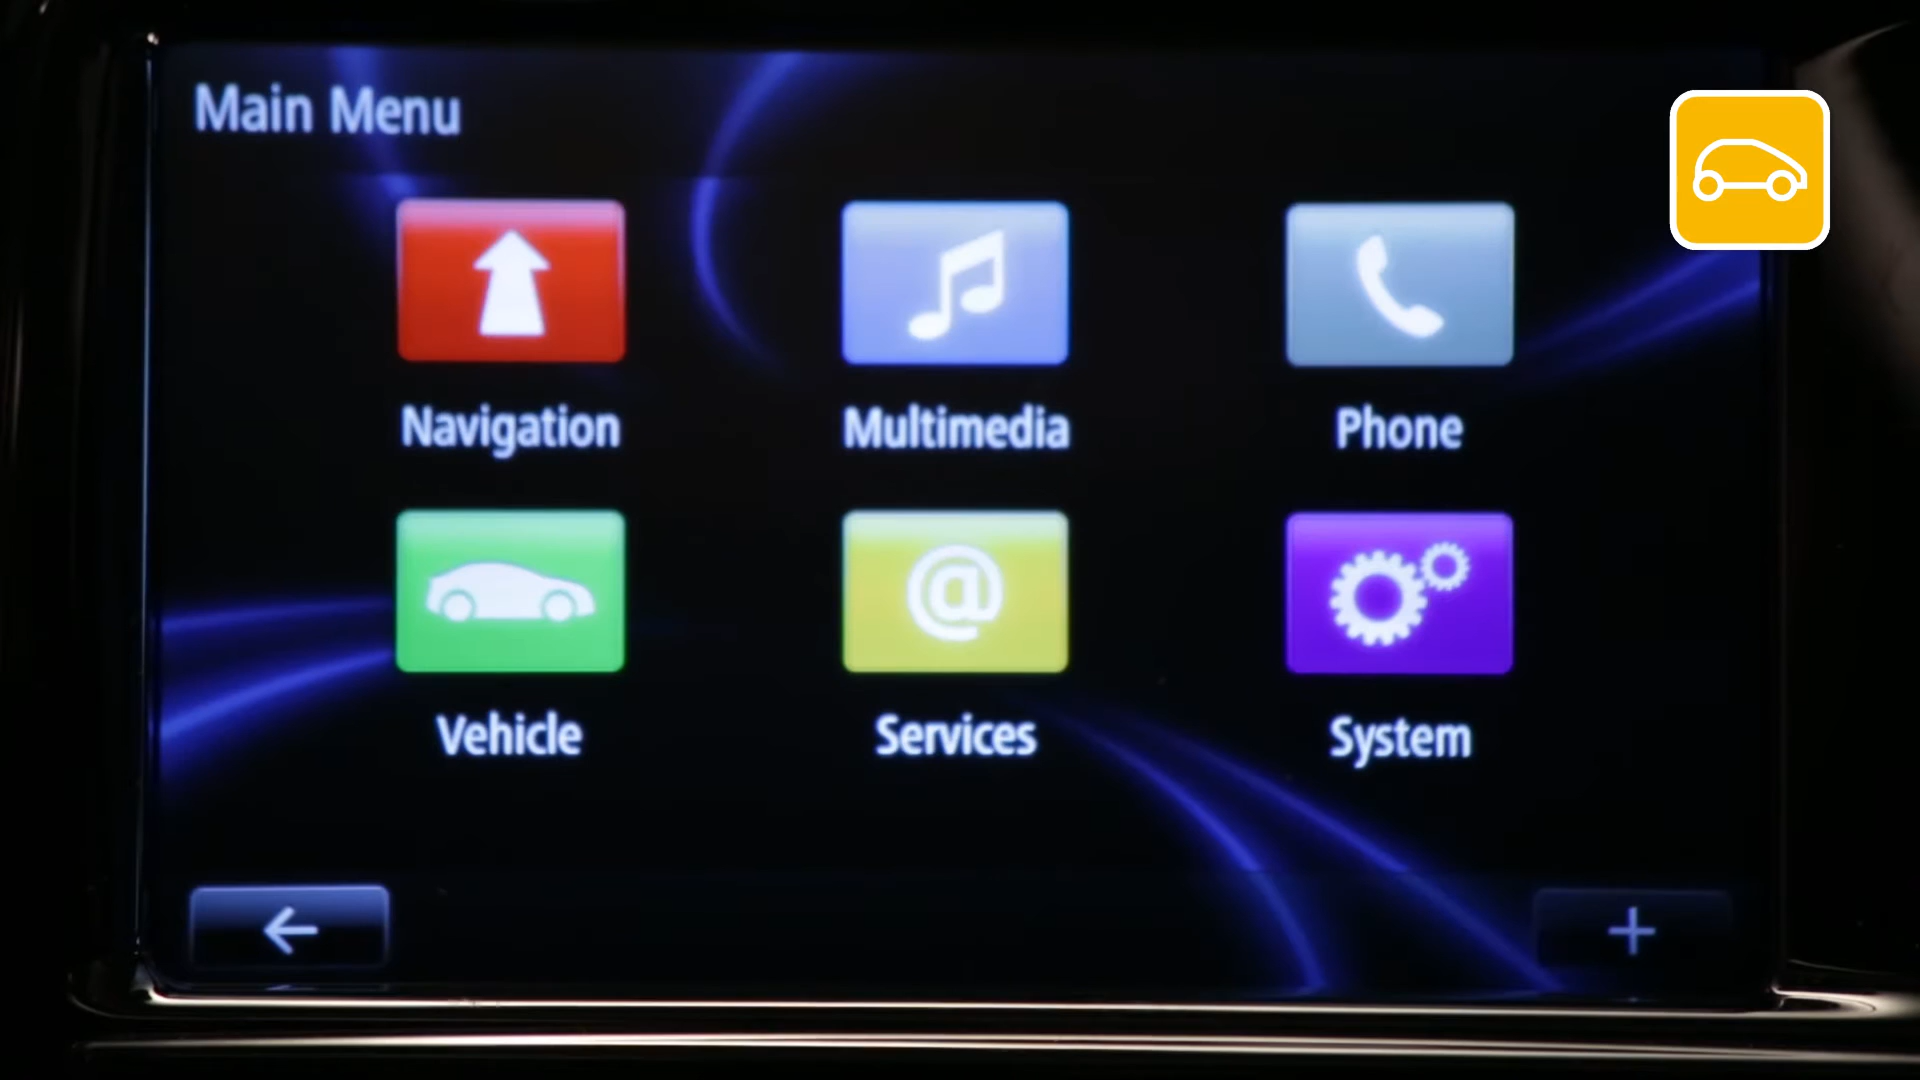 Main Menu
Navigation
Multimedia
Phone
Vehicle
@
Services
System